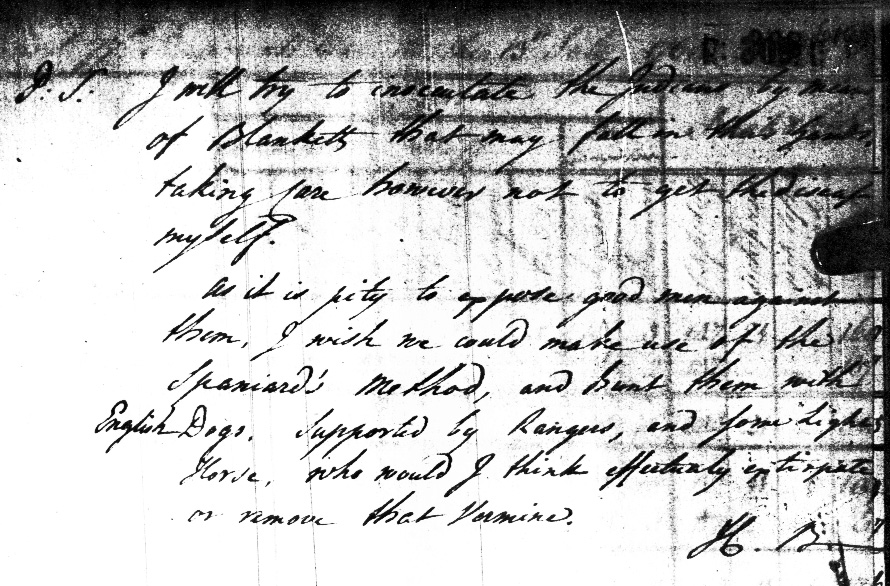 P: S: I will try to inocculate the Indians by means
of Blankets that may fall in their hands,
taking care however not to get the disease
myself.
As it is pity to oppose good men against
them, I wish we could make use of the
Spaniard's Method, and hunt them with
English Dogs, Supported by Rangers, and some Light
Horse, who would I think effectualy extirpate
or remove that Vermine.
H. B.